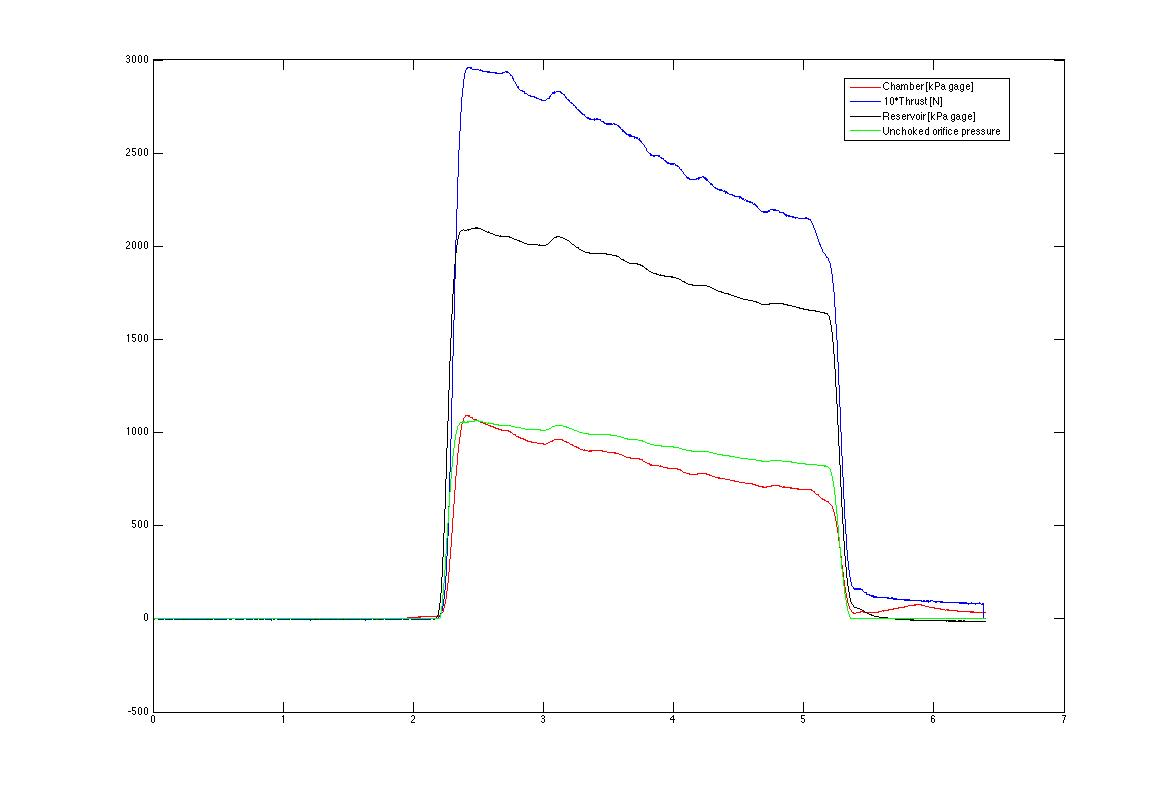 3000
Chamber[kPa gage]
10*Thrust[N]
Reservoir[kPa gage]
Unchoked orifice pressure
2500
2000
1500
1000
500
0
-500
0 1 2 3 4 5 6 7